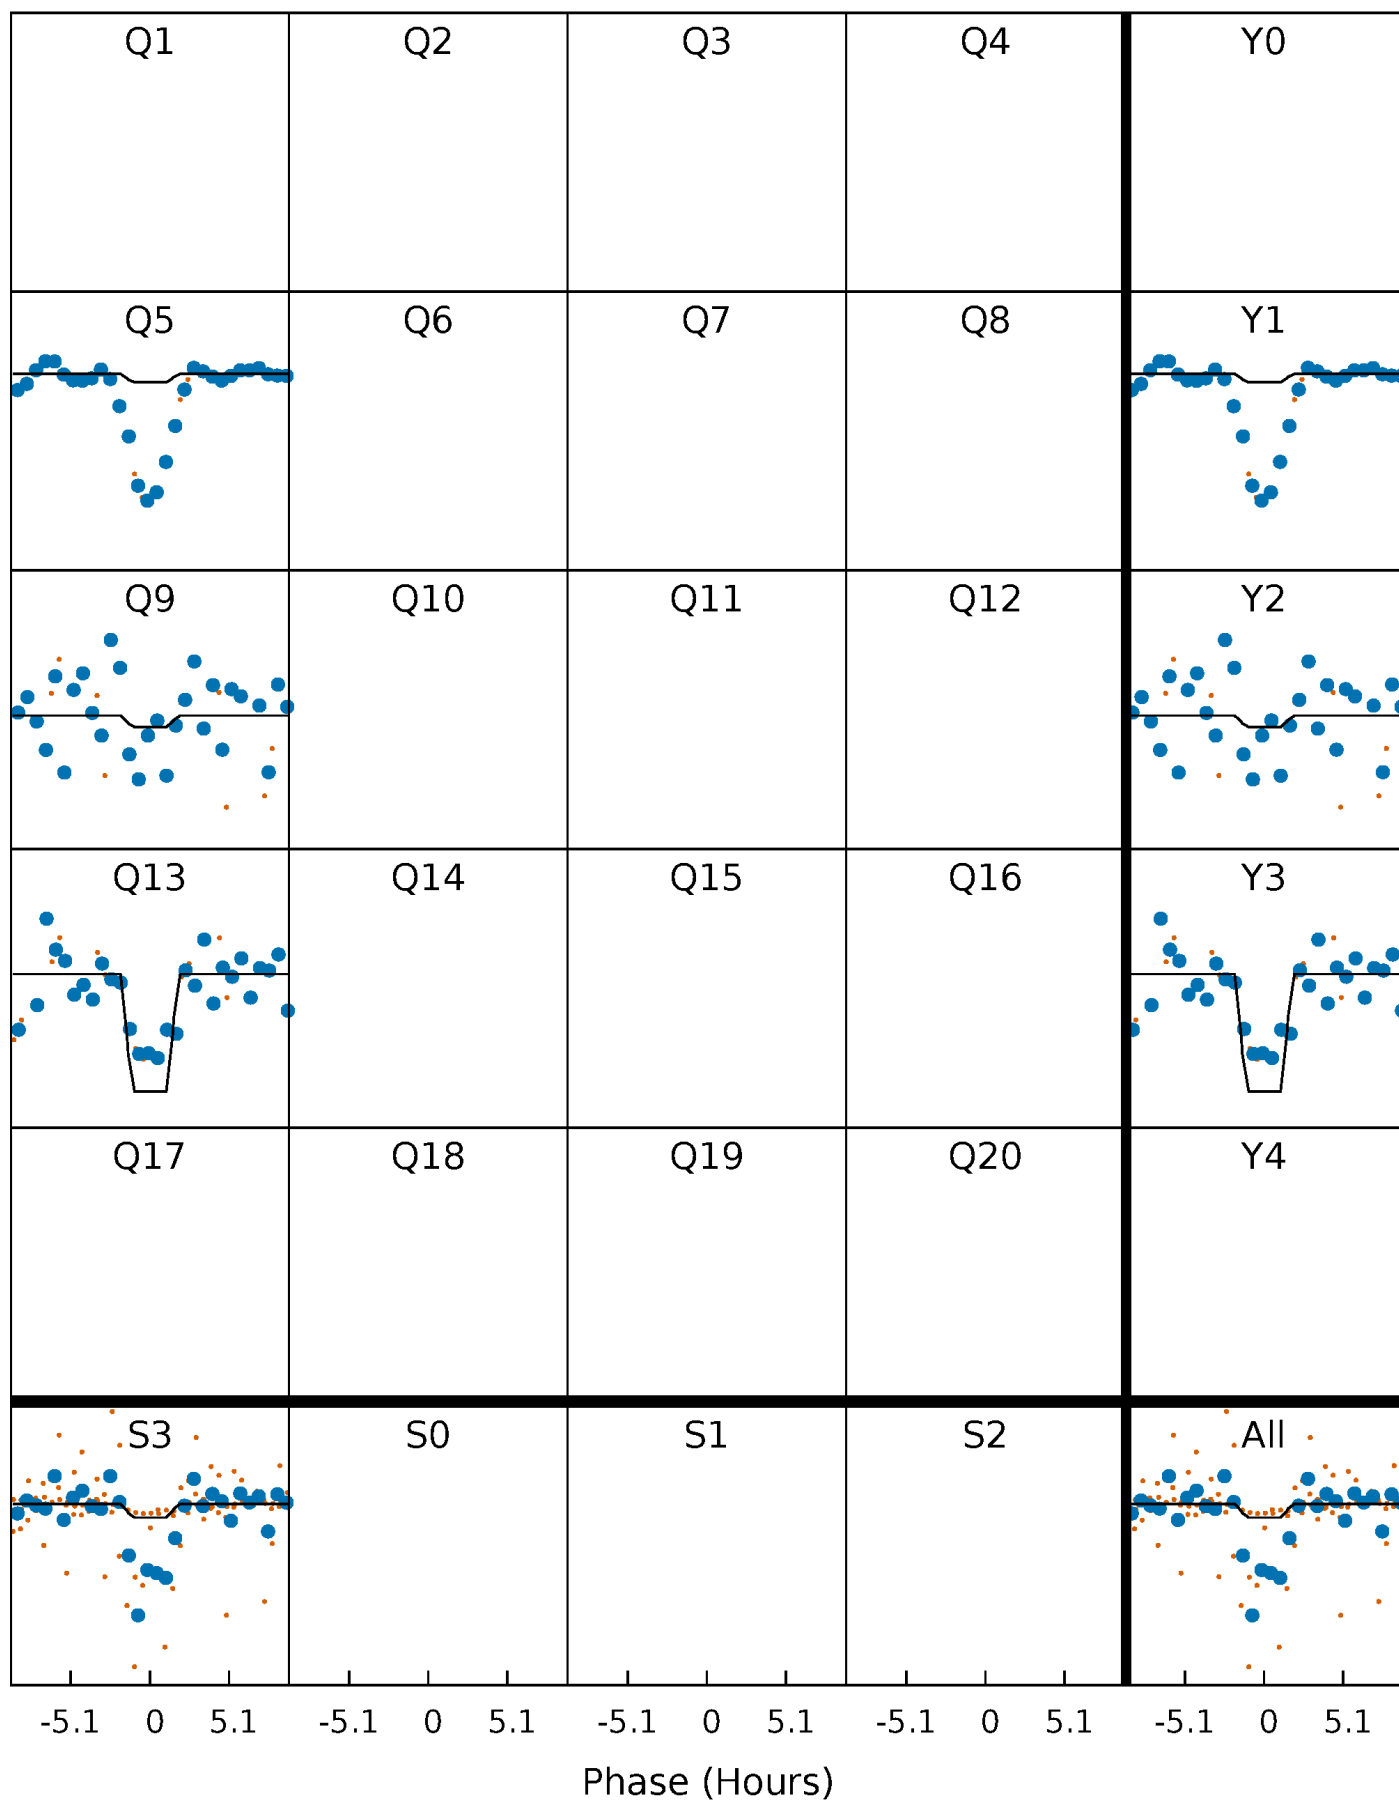 Q1 Q2 Q3 Q4 Y0
Q5 Q6 Q7 Q8 Y1
Q9 Q10 Q11 Q12 Y2
Q13 Q14 Q15 Q16 Y3
Q17 Q18 Q19 Q20 Y4
S3 S0 S1 S2 All
-5.1 0 5.1 -5.1 0 5.1 -5.1 0 5.1 -5.1 0 5.1 -5.1 0 5.1
Phase (Hours)